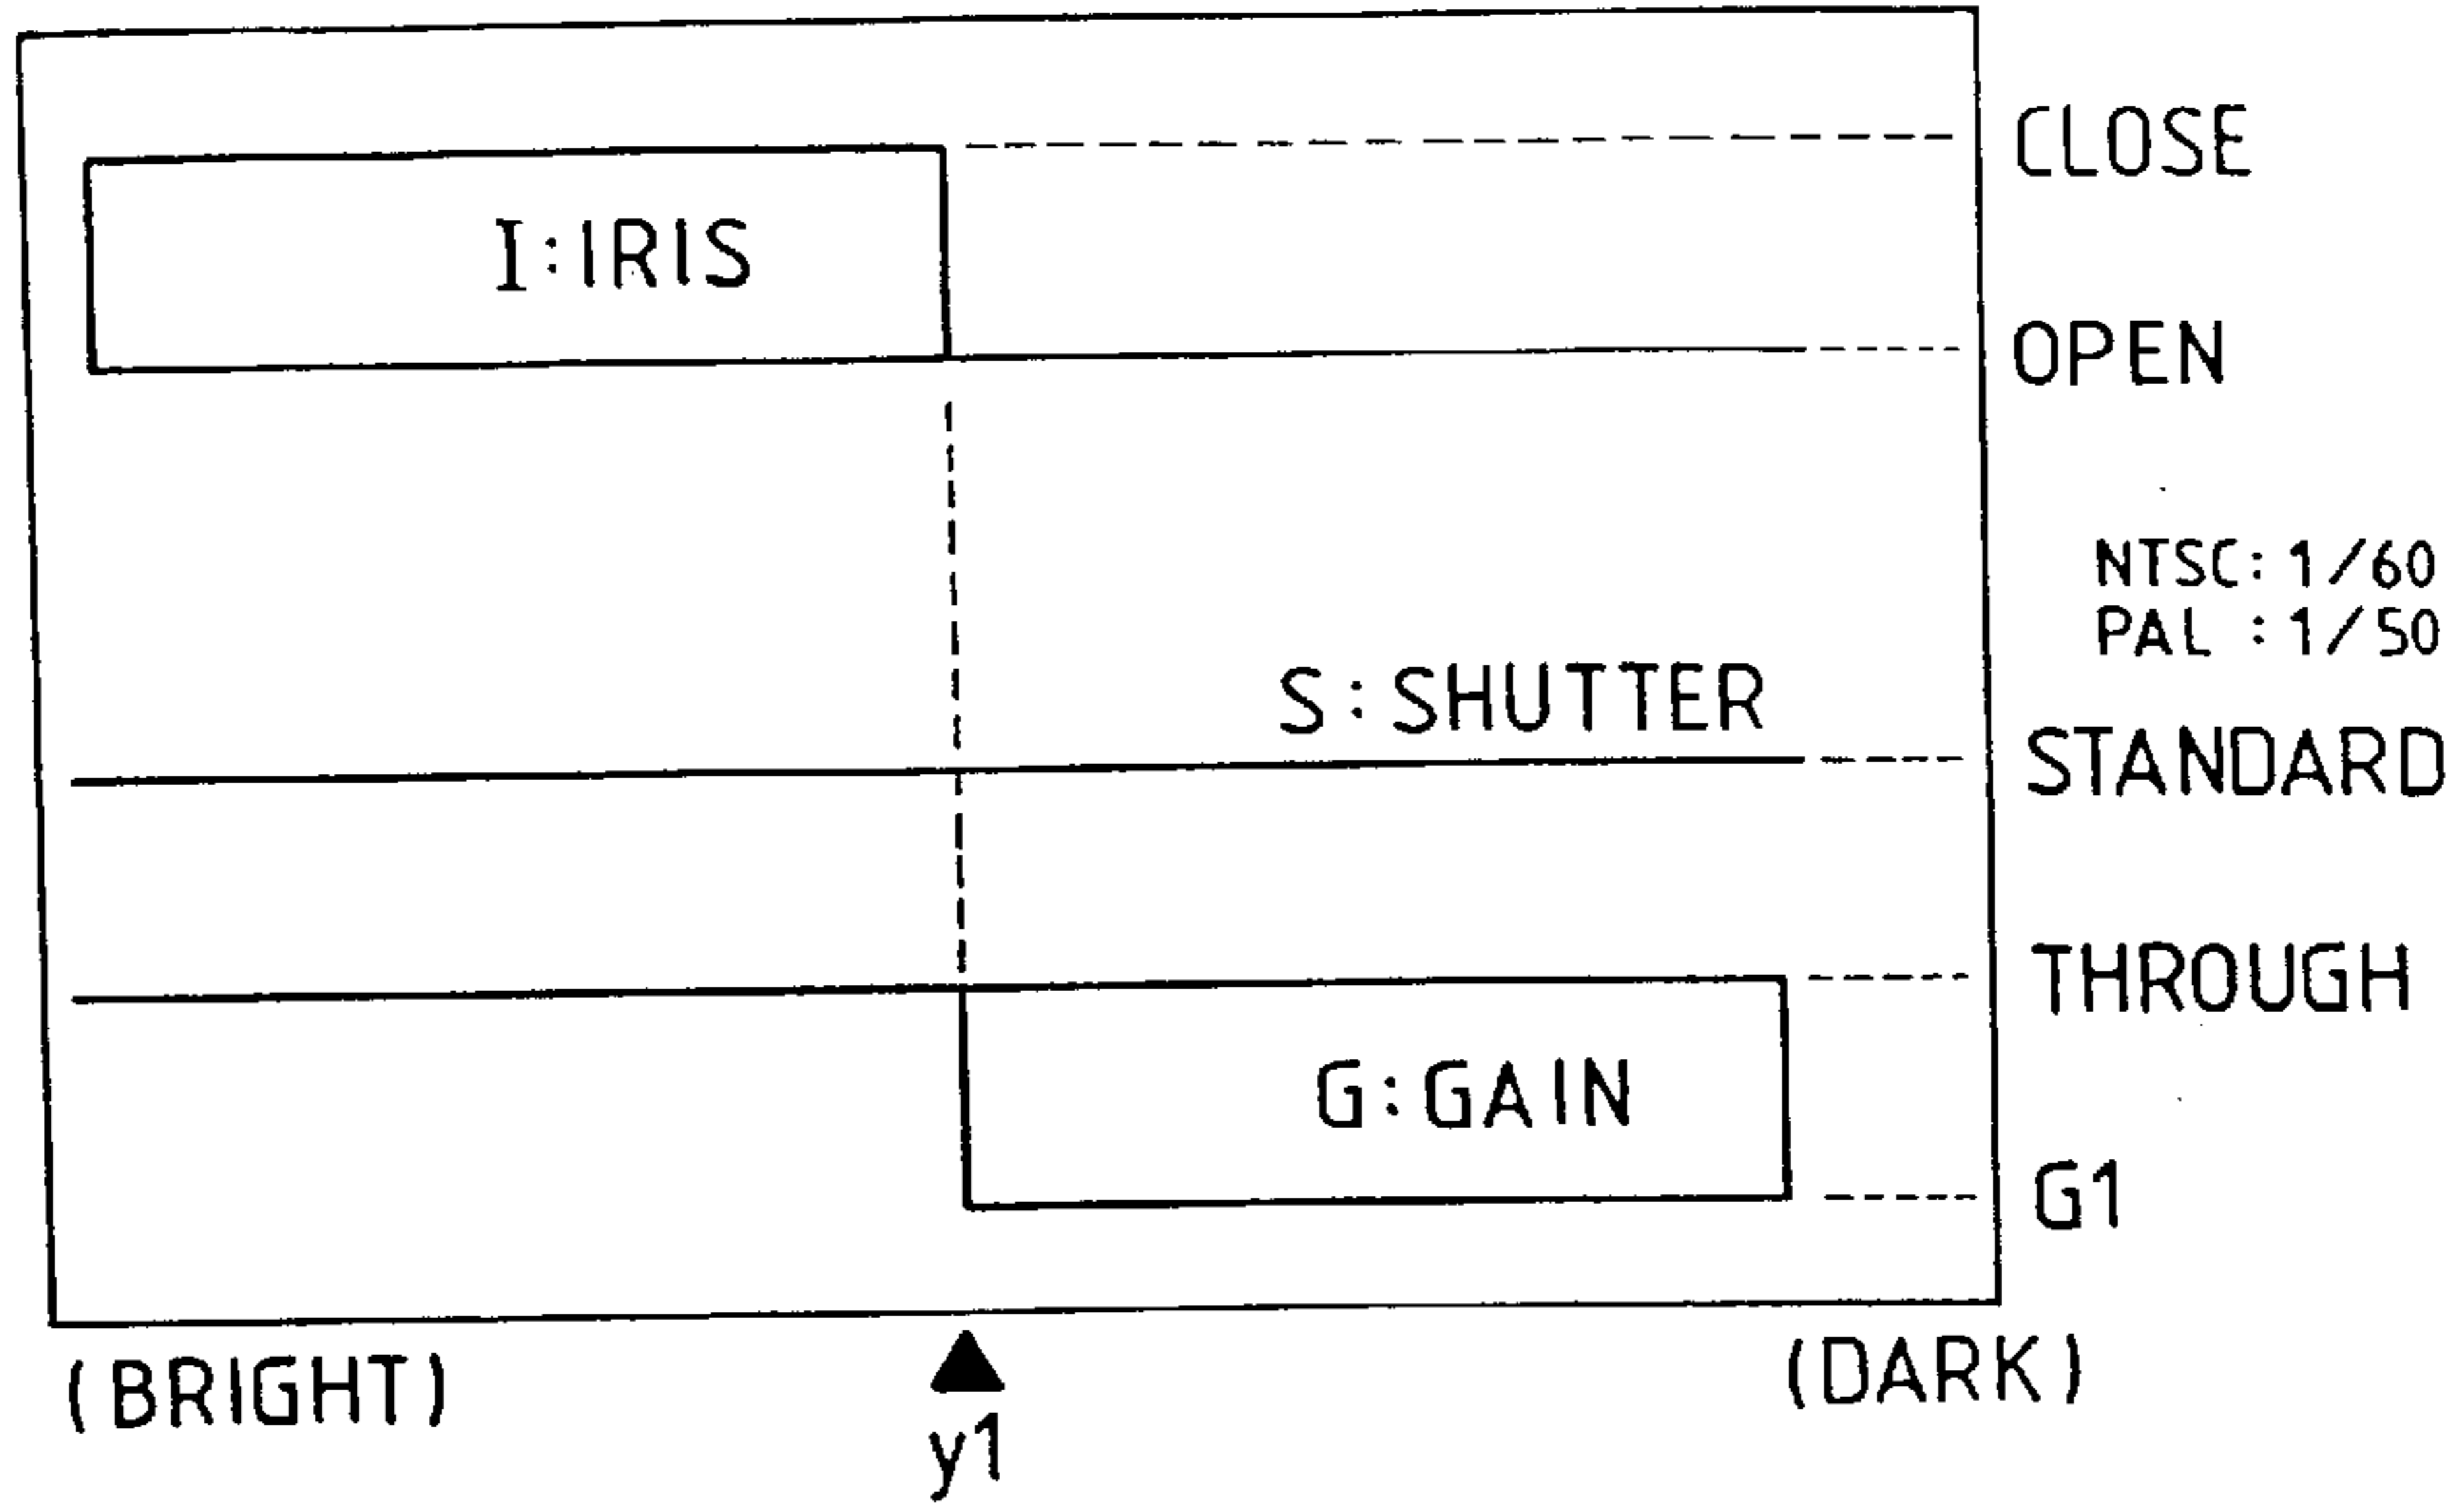 CLOSE
I:IRIS
OPEN
NTSC:1/60
PAL :1/50
S:SHUTTER
STANDARD
THROUGH
G:GAIN
G1
(BRIGHT)
(DARK)
y1